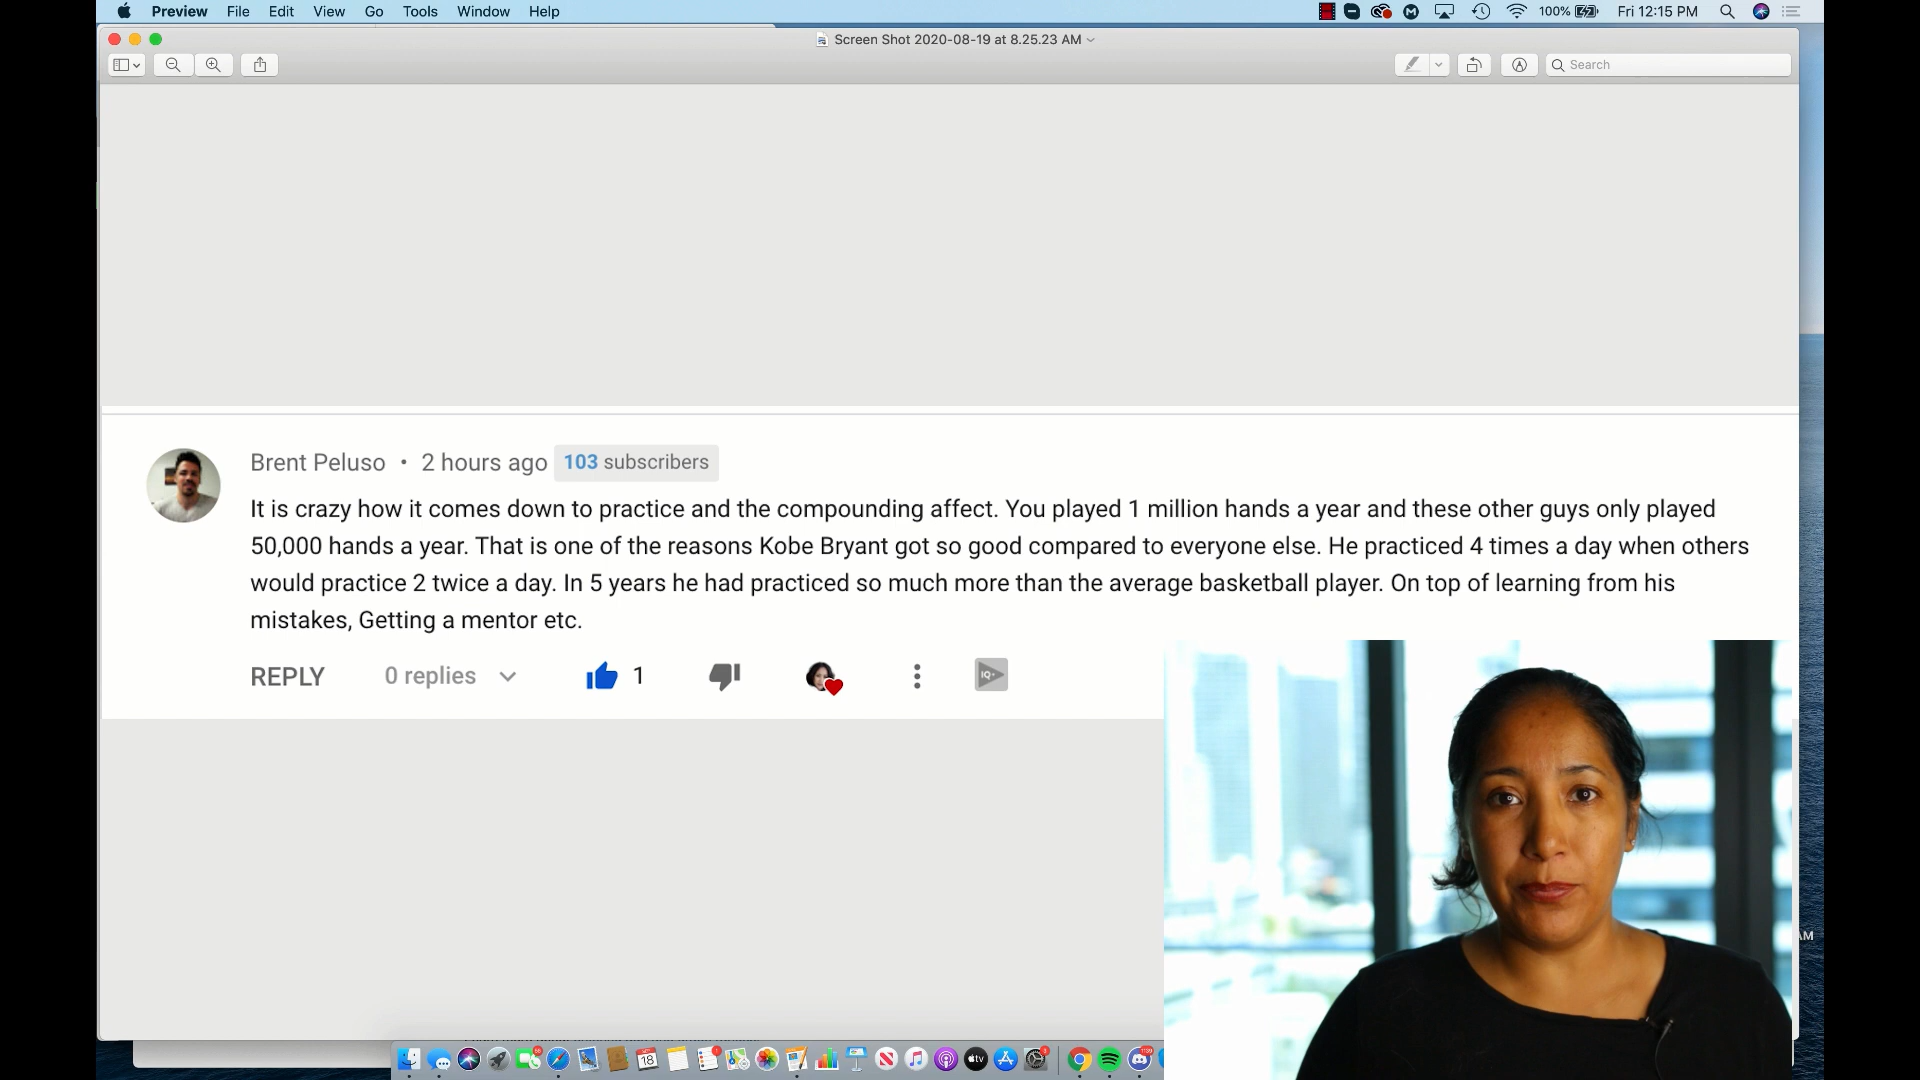 Preview File Edit View Go Tools Window Help 100% Fri 12:15 PM
Screen Shot 2020-08-19 at 8.25.23 AM
Search
Brent Peluso • 2 hours ago 103 subscribers
It is crazy how it comes down to practice and the compounding affect. You played 1 million hands a year and these other guys only played
50,000 hands a year. That is one of the reasons Kobe Bryant got so good compared to everyone else. He practiced 4 times a day when others
would practice 2 twice a day. In 5 years he had practiced so much more than the average basketball player. On top of learning from his
mistakes, Getting a mentor etc.
REPLY 0 replies 1
IQ
AM
18
tv